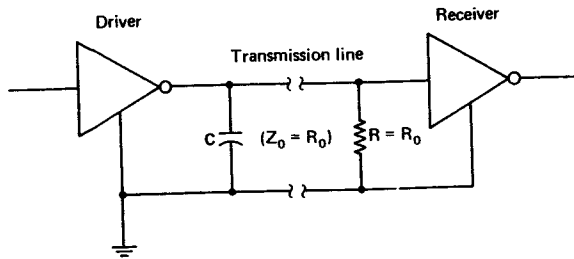 Driver
Receiver
Transmission line
C
(Z₀ = R₀)
R = R₀